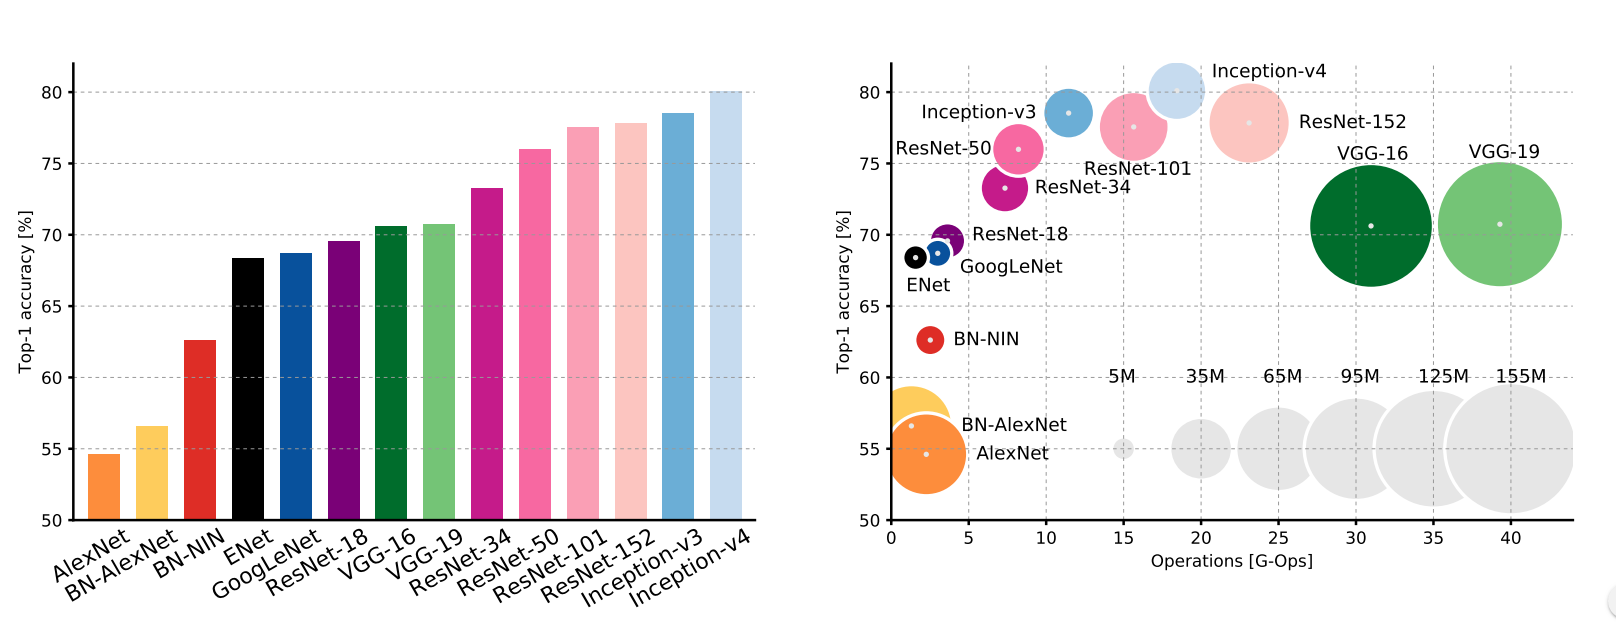 80
75
70
65
60
55
50
Top-1 accuracy [%]
AlexNet
BN-AlexNet
BN-NIN
ENet
GoogLeNet
ResNet-18
VGG-16
VGG-19
ResNet-34
ResNet-50
ResNet-101
ResNet-152
Inception-v3
Inception-v4
80
75
70
65
60
55
50
Top-1 accuracy [%]
Inception-v4
Inception-v3
ResNet-152
ResNet-50
VGG-16
VGG-19
ResNet-101
ResNet-34
ResNet-18
GoogLeNet
ENet
BN-NIN
5M 35M 65M 95M 125M 155M
BN-AlexNet
AlexNet
0 5 10 15 20 25 30 35 40
Operations [G-Ops]